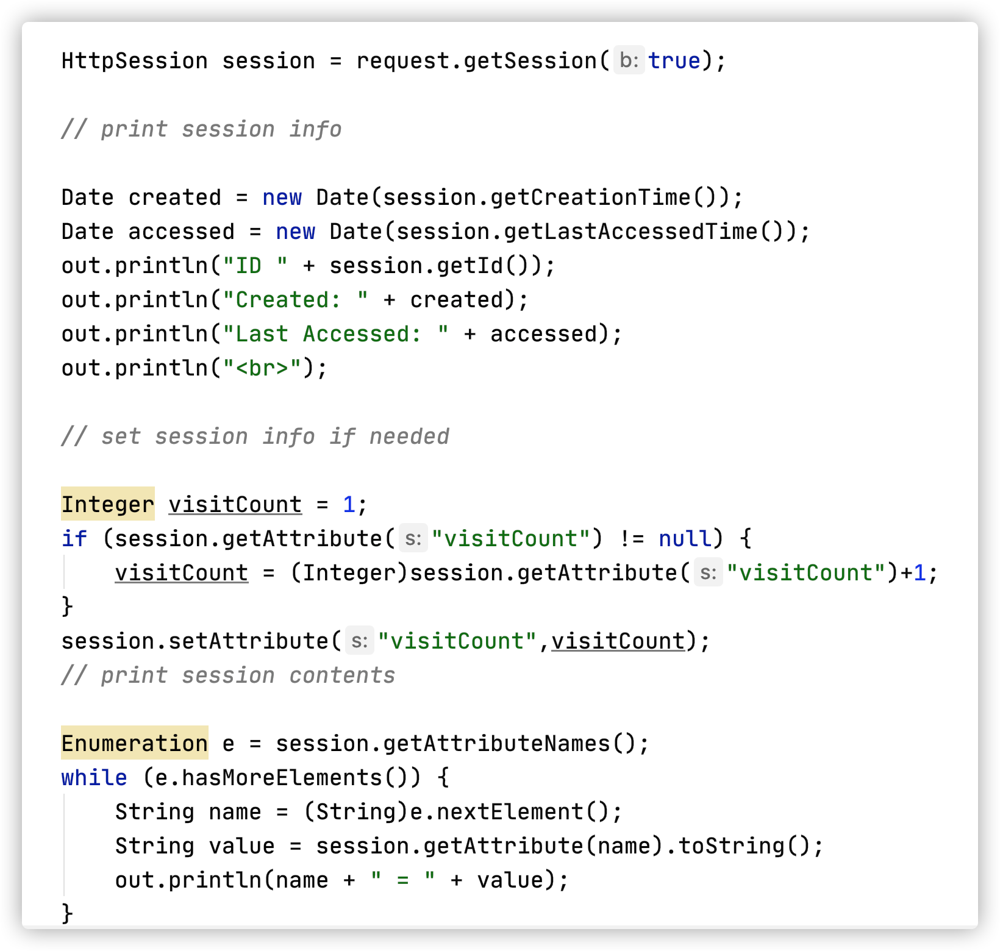 HttpSession session = request.getSession( b: true);
// print session info
Date created = new Date(session.getCreationTime());
Date accessed = new Date(session.getLastAccessedTime());
out.println("ID " + session.getId());
out.println("Created: " + created);
out.println("Last Accessed: " + accessed);
out.println("<br>");
// set session info if needed
Integer visitCount = 1;
if (session.getAttribute( s: "visitCount") != null) {
    visitCount = (Integer)session.getAttribute( s: "visitCount")+1;
}
session.setAttribute( s: "visitCount",visitCount);
// print session contents
Enumeration e = session.getAttributeNames();
while (e.hasMoreElements()) {
    String name = (String)e.nextElement();
    String value = session.getAttribute(name).toString();
    out.println(name + " = " + value);
}